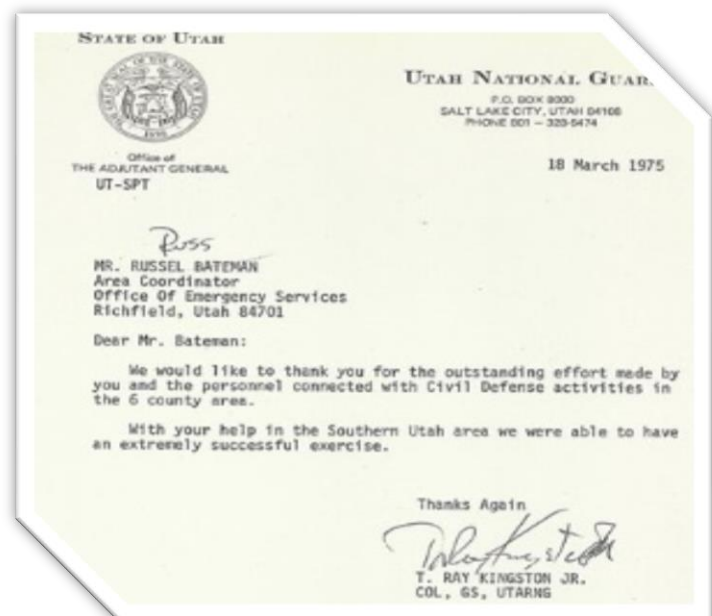 STATE OF UTAH
UTAH NATIONAL GUAR
P.O. BOX 8000
SALT LAKE CITY, UTAH 84108
PHONE 801 – 328-5474
Office of
THE ADJUTANT GENERAL
UT-SPT
18 March 1975
Russ
MR. RUSSEL BATEMAN
Area Coordinator
Office Of Emergency Services
Richfield, Utah 84701
Dear Mr. Bateman:
We would like to thank you for the outstanding effort made by
you and the personnel connected with Civil Defense activities in
the 6 county area.
With your help in the Southern Utah area we were able to have
an extremely successful exercise.
Thanks Again
T. RAY KINGSTON JR.
COL, GS, UTARNG